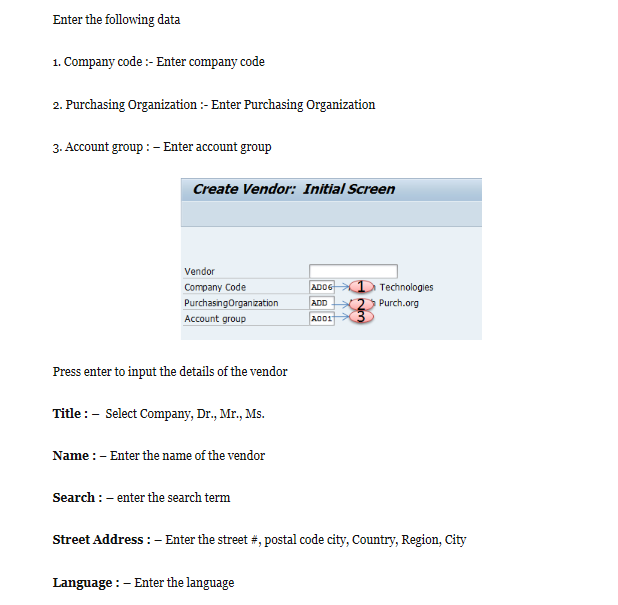 Enter the following data
1. Company code :- Enter company code
2. Purchasing Organization :- Enter Purchasing Organization
3. Account group : – Enter account group
Create Vendor: Initial Screen
Vendor
Company Code AD06 1 Technologies
PurchasingOrganization ADD 2 Purch.org
Account group A001 3
Press enter to input the details of the vendor
Title : – Select Company, Dr., Mr., Ms.
Name : – Enter the name of the vendor
Search : – enter the search term
Street Address : – Enter the street #, postal code city, Country, Region, City
Language : – Enter the language